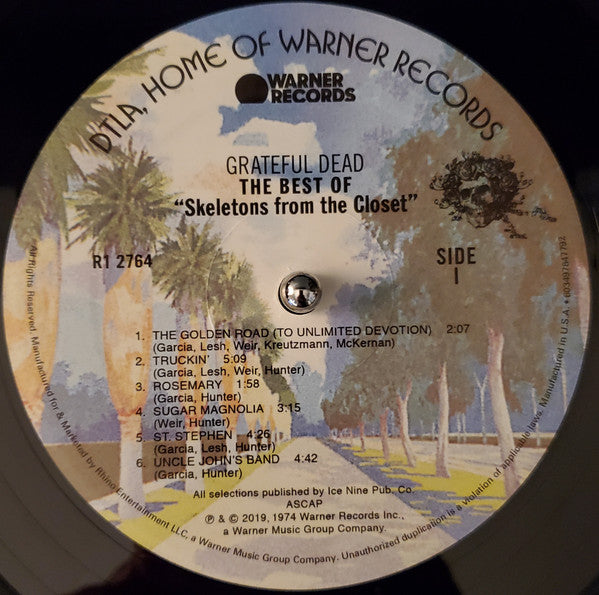 DTLA, HOME OF WARNER RECORDS
WARNER
RECORDS
GRATEFUL DEAD
THE BEST OF
"Skeletons from the Closet"
R1 2764
SIDE
1
1. THE GOLDEN ROAD (TO UNLIMITED DEVOTION) 2:07
(Garcia, Lesh, Weir, Kreutzmann, McKernan)
2. TRUCKIN' 5:09
(Garcia, Lesh, Weir, Hunter)
3. ROSEMARY 1:58
(Garcia, Hunter)
4. SUGAR MAGNOLIA 3:15
(Weir, Hunter)
5. ST. STEPHEN 4:26
(Garcia, Lesh, Hunter)
6. UNCLE JOHN'S BAND 4:42
(Garcia, Hunter)
All selections published by Ice Nine Pub. Co.
ASCAP
℗ & © 2019, 1974 Warner Records Inc.,
a Warner Music Group Company.
All Rights Reserved. Manufactured for & Marketed by Rhino Entertainment LLC, a Warner Music Group Company. Unauthorized duplication is a violation of applicable laws. Manufactured in U.S.A. • 603497847792